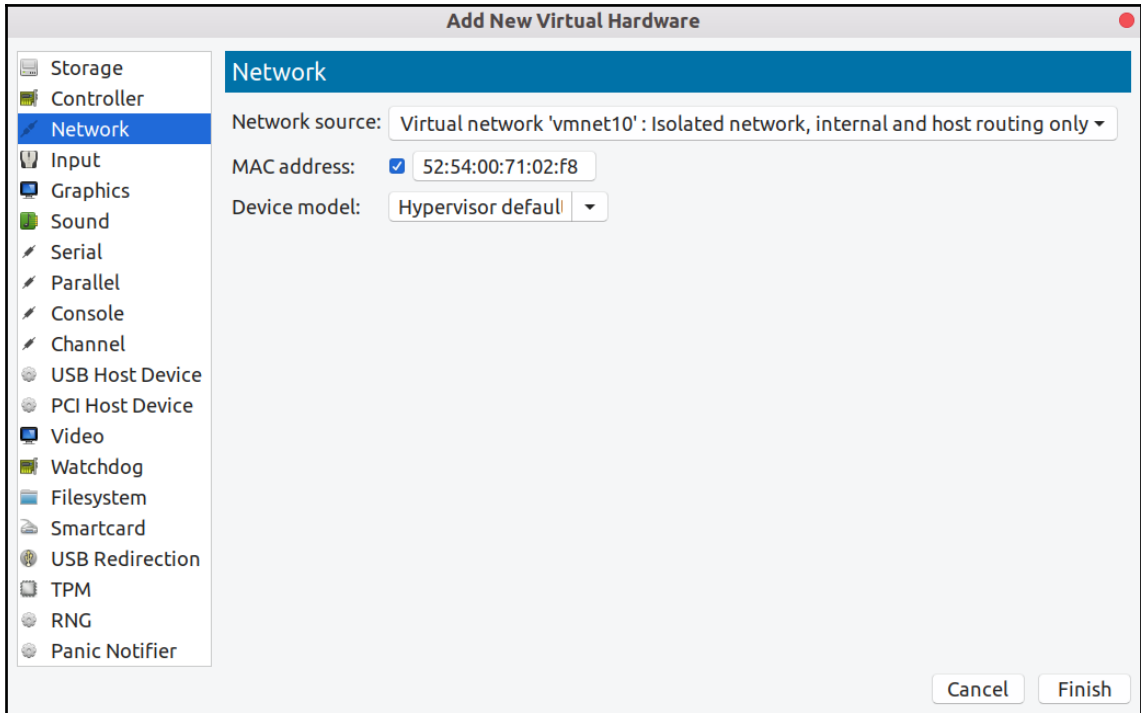 Add New Virtual Hardware
Storage
Controller
Network
Input
Graphics
Sound
Serial
Parallel
Console
Channel
USB Host Device
PCI Host Device
Video
Watchdog
Filesystem
Smartcard
USB Redirection
TPM
RNG
Panic Notifier
Network
Network source: Virtual network 'vmnet10' : Isolated network, internal and host routing only
MAC address: 52:54:00:71:02:f8
Device model: Hypervisor defaul
Cancel Finish